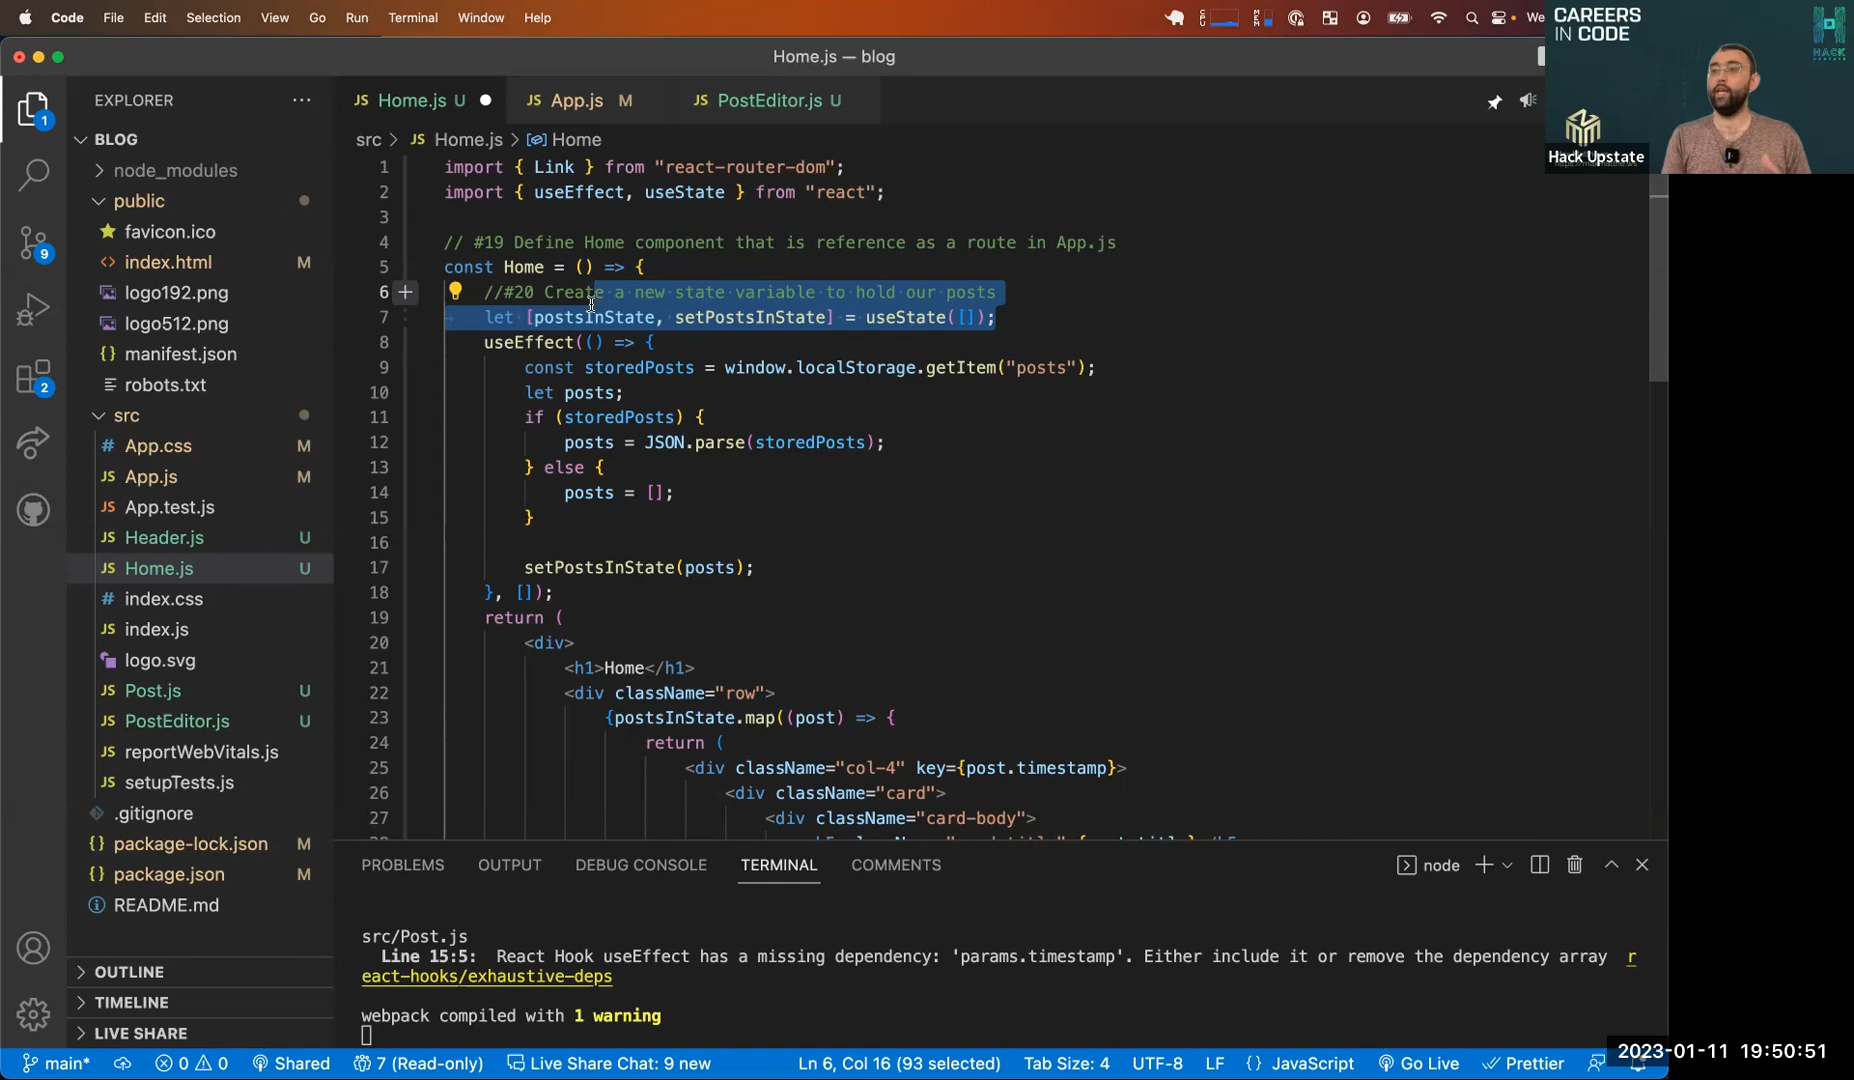 Code File Edit Selection View Go Run Terminal Window Help We
CAREERS
IN CODE
HACK
UPSTATE
Home.js — blog
Hack Upstate
EXPLORER
BLOG
node_modules
public
favicon.ico
index.html M
logo192.png
logo512.png
manifest.json
robots.txt
src
App.css M
App.js M
App.test.js
Header.js U
Home.js U
index.css
index.js
logo.svg
Post.js U
PostEditor.js U
reportWebVitals.js
setupTests.js
.gitignore
package-lock.json M
package.json M
README.md
OUTLINE
TIMELINE
LIVE SHARE
1
9
2
JS Home.js U JS App.js M JS PostEditor.js U
src > JS Home.js > Home
1 import { Link } from "react-router-dom";
2 import { useEffect, useState } from "react";
3
4 // #19 Define Home component that is reference as a route in App.js
5 const Home = () => {
6 //#20 Create a new state variable to hold our posts
7 let [postsInState, setPostsInState] = useState([]);
8 useEffect(() => {
9 const storedPosts = window.localStorage.getItem("posts");
10 let posts;
11 if (storedPosts) {
12 posts = JSON.parse(storedPosts);
13 } else {
14 posts = [];
15 }
16
17 setPostsInState(posts);
18 }, []);
19 return (
20 <div>
21 <h1>Home</h1>
22 <div className="row">
23 {postsInState.map((post) => {
24 return (
25 <div className="col-4" key={post.timestamp}>
26 <div className="card">
27 <div className="card-body">
PROBLEMS OUTPUT DEBUG CONSOLE TERMINAL COMMENTS node
src/Post.js
Line 15:5: React Hook useEffect has a missing dependency: 'params.timestamp'. Either include it or remove the dependency array r
eact-hooks/exhaustive-deps
webpack compiled with 1 warning
main* 0 0 Shared 7 (Read-only) Live Share Chat: 9 new Ln 6, Col 16 (93 selected) Tab Size: 4 UTF-8 LF {} JavaScript Go Live Prettier
2023-01-11 19:50:51